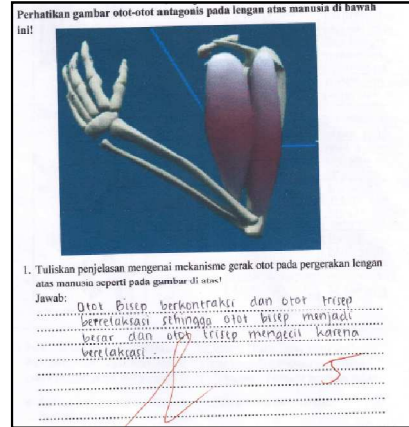 Perhatikan gambar otot-otot antagonis pada lengan atas manusia di bawah
ini!
1. Tuliskan penjelasan mengenai mekanisme gerak otot pada pergerakan lengan
atas manusia seperti pada gambar di atas!
Jawab: Otot Bisep berkontraksi dan otot trisep
berrelaksasi sehingga otot bisep menjadi
besar dan otot trisep mengecil karena
berelaksasi.
5